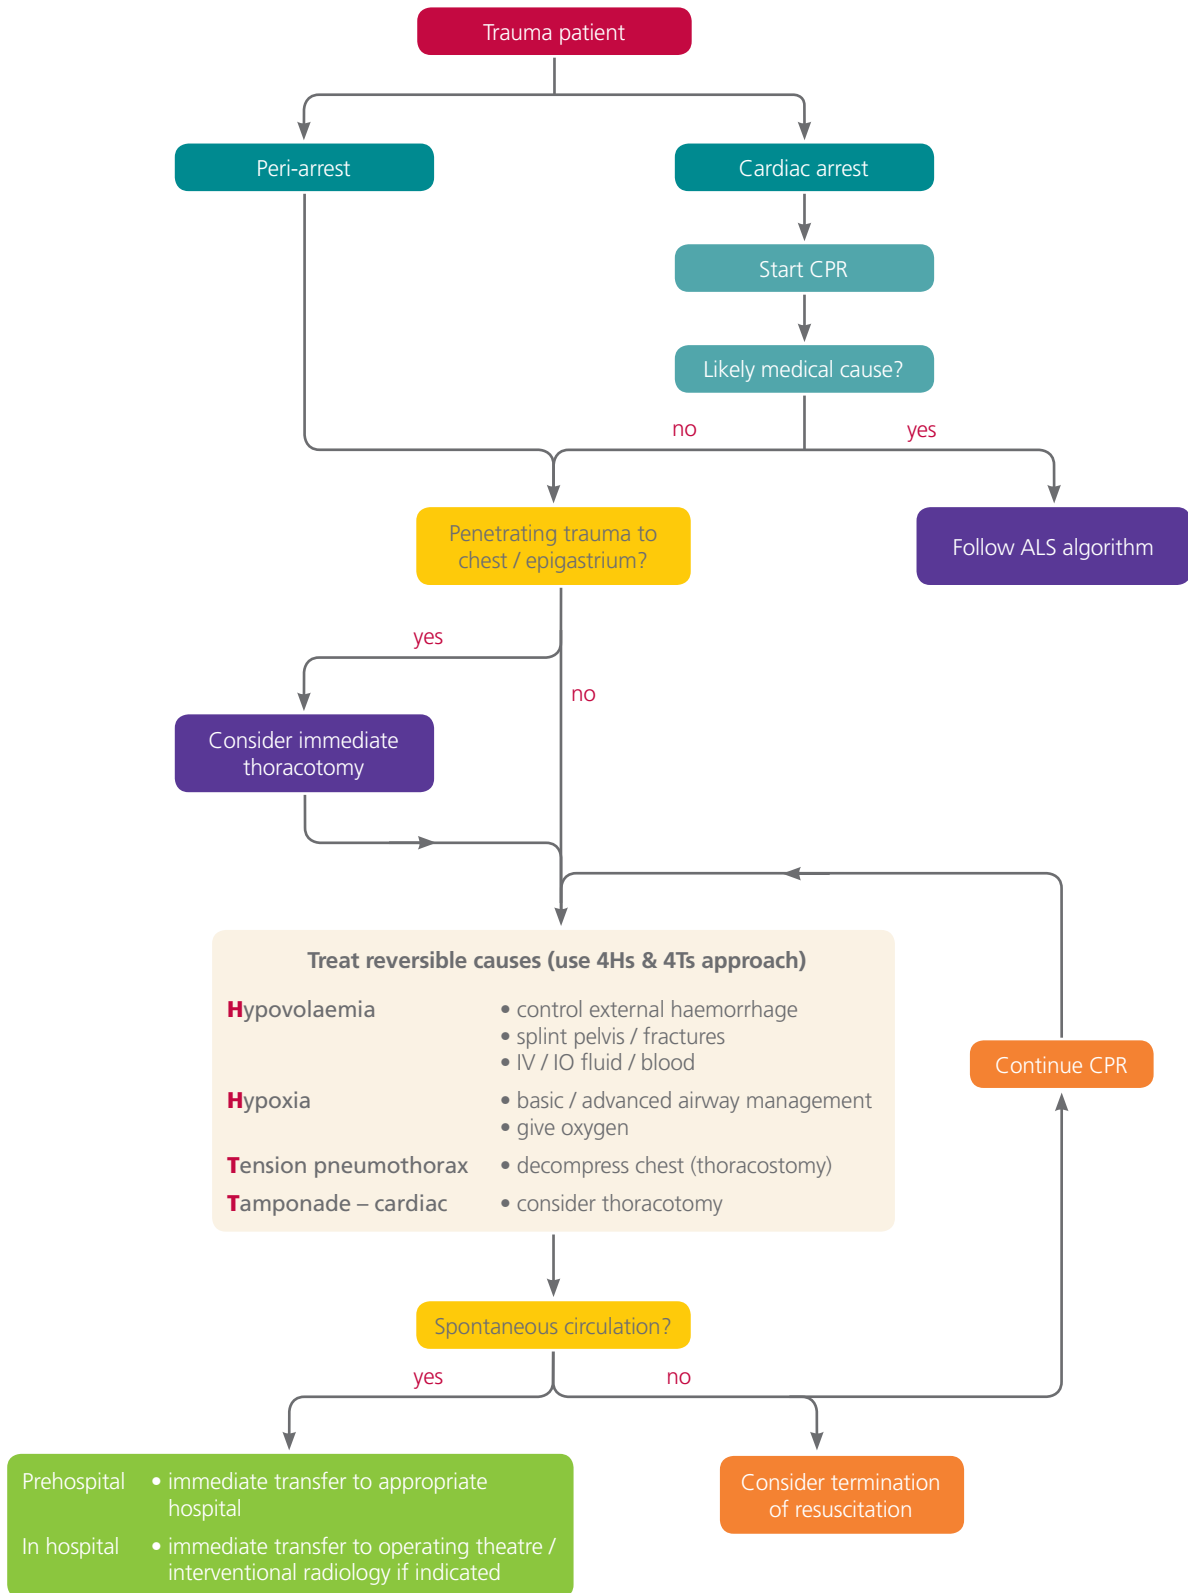 Trauma patient
Peri-arrest
Cardiac arrest
Start CPR
Likely medical cause?
no
yes
Penetrating trauma to
chest / epigastrium?
Follow ALS algorithm
yes
no
Consider immediate
thoracotomy
Treat reversible causes (use 4Hs & 4Ts approach)
Hypovolaemia
• control external haemorrhage
• splint pelvis / fractures
• IV / IO fluid / blood
Hypoxia
• basic / advanced airway management
• give oxygen
Tension pneumothorax
• decompress chest (thoracostomy)
Tamponade – cardiac
• consider thoracotomy
Continue CPR
Spontaneous circulation?
yes
no
Prehospital
• immediate transfer to appropriate
hospital
In hospital
• immediate transfer to operating theatre /
interventional radiology if indicated
Consider termination
of resuscitation